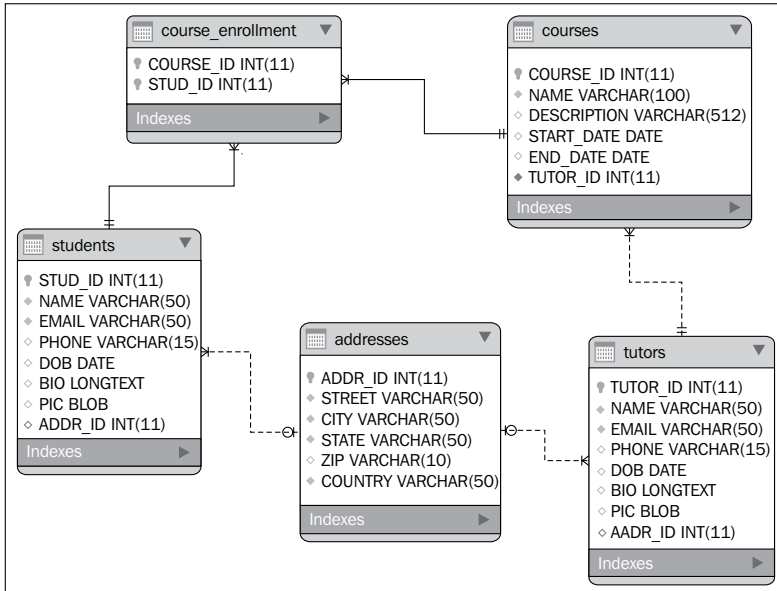 course_enrollment
COURSE_ID INT(11)
STUD_ID INT(11)
Indexes
courses
COURSE_ID INT(11)
NAME VARCHAR(100)
DESCRIPTION VARCHAR(512)
START_DATE DATE
END_DATE DATE
TUTOR_ID INT(11)
Indexes
students
STUD_ID INT(11)
NAME VARCHAR(50)
EMAIL VARCHAR(50)
PHONE VARCHAR(15)
DOB DATE
BIO LONGTEXT
PIC BLOB
ADDR_ID INT(11)
Indexes
addresses
ADDR_ID INT(11)
STREET VARCHAR(50)
CITY VARCHAR(50)
STATE VARCHAR(50)
ZIP VARCHAR(10)
COUNTRY VARCHAR(50)
Indexes
tutors
TUTOR_ID INT(11)
NAME VARCHAR(50)
EMAIL VARCHAR(50)
PHONE VARCHAR(15)
DOB DATE
BIO LONGTEXT
PIC BLOB
AADR_ID INT(11)
Indexes